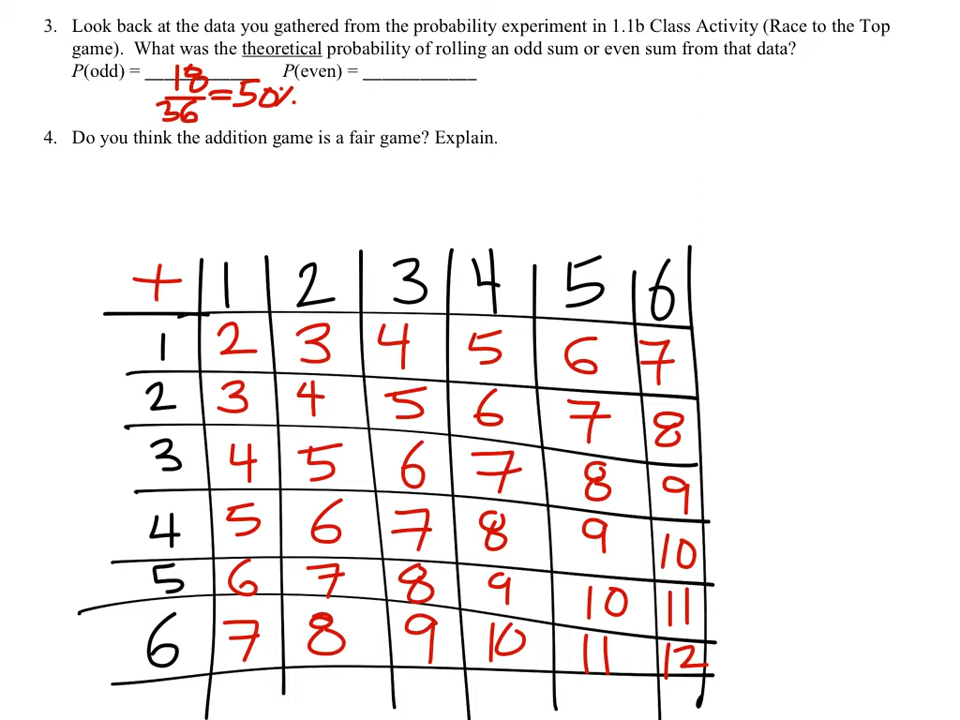 3. Look back at the data you gathered from the probability experiment in 1.1b Class Activity (Race to the Top
game). What was the theoretical probability of rolling an odd sum or even sum from that data?
P(odd) = ____________ P(even) = ____________
18
36 = 50%
4. Do you think the addition game is a fair game? Explain.
+ 1 2 3 4 5 6
1 2 3 4 5 6 7
2 3 4 5 6 7 8
3 4 5 6 7 8 9
4 5 6 7 8 9 10
5 6 7 8 9 10 11
6 7 8 9 10 11 12